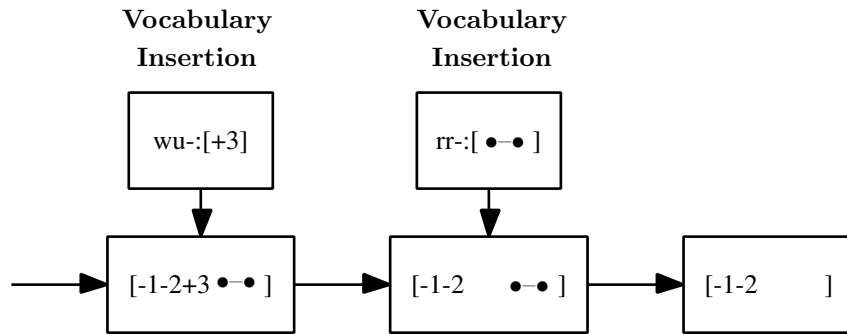 Vocabulary Insertion
Vocabulary Insertion
wu-:[+3]
rr-:[ ●–● ]
[-1-2+3 ●–● ]
[-1-2 ●–● ]
[-1-2 ]